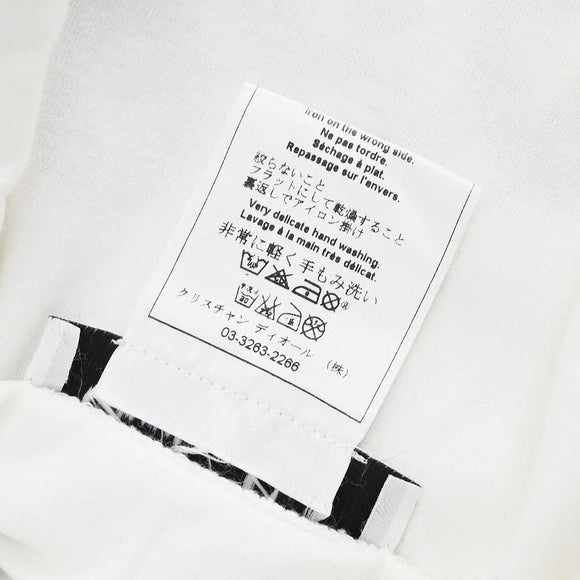 Iron on the wrong side.
Ne pas tordre.
Séchage à plat.
Repassage sur l'envers.
絞らないこと
フラットにして乾燥すること
裏返しでアイロン掛け
Very delicate hand washing.
Lavage à la main très délicat.
非常に軽く手もみ洗い
クリスチャン ディオール (株)
03-3263-2266